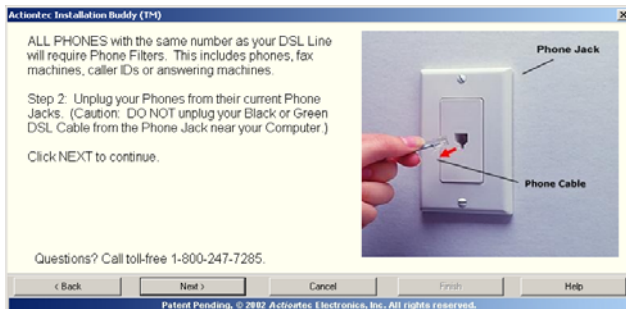 Actiontec Installation Buddy (TM)
ALL PHONES with the same number as your DSL Line
will require Phone Filters. This includes phones, fax
machines, caller IDs or answering machines.
Step 2: Unplug your Phones from their current Phone
Jacks. (Caution: DO NOT unplug your Black or Green
DSL Cable from the Phone Jack near your Computer.)
Click NEXT to continue.
Phone Jack
Phone Cable
Questions? Call toll-free 1-800-247-7285.
< Back
Next >
Cancel
Finish
Help
Patent Pending, © 2002 Actiontec Electronics, Inc. All rights reserved.